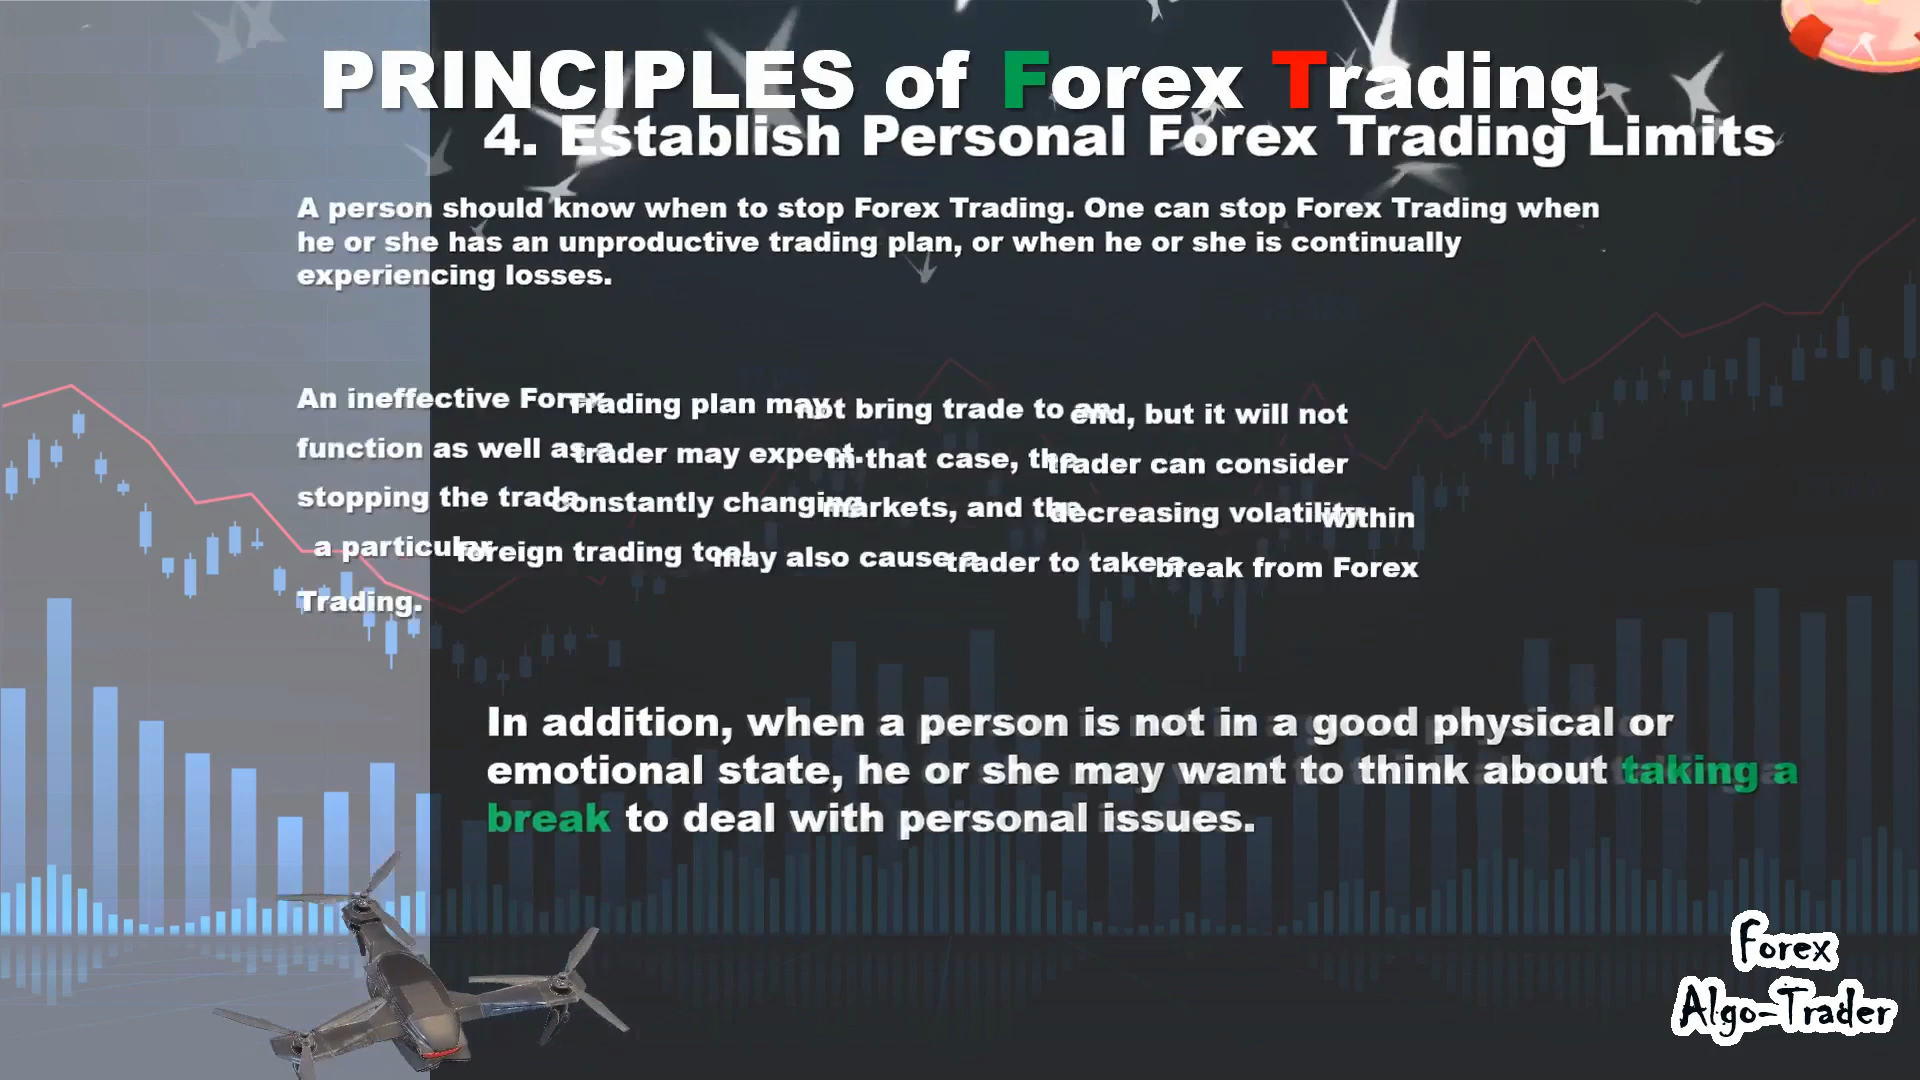 PRINCIPLES of Forex Trading
4. Establish Personal Forex Trading Limits
A person should know when to stop Forex Trading. One can stop Forex Trading when
he or she has an unproductive trading plan, or when he or she is continually
experiencing losses.
An ineffective Forex Trading plan may not bring trade to an end, but it will not
function as well as a trader may expect. In that case, the trader can consider
stopping the trade constantly changing markets, and the decreasing volatility within
a particular foreign trading tool may also cause a trader to take a break from Forex
Trading.
In addition, when a person is not in a good physical or
emotional state, he or she may want to think about taking a
break to deal with personal issues.
Forex
Algo-Trader